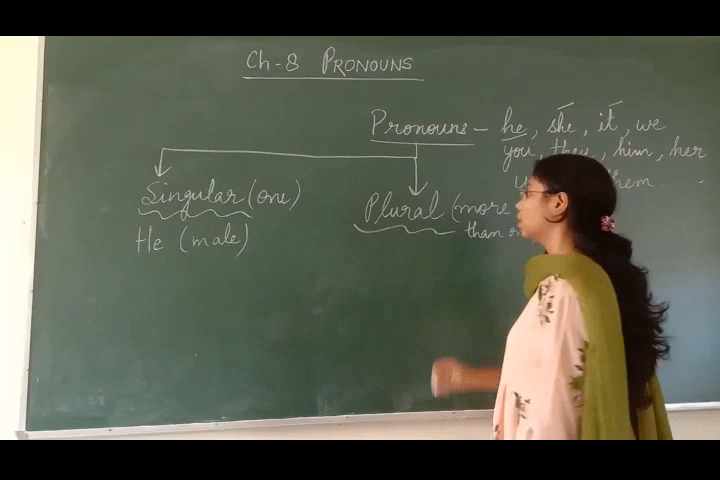 Ch-8 PRONOUNS
Pronouns - he, she, it, we
you, they, him, her
them
Singular (one)
Plural (more
than
He (male)